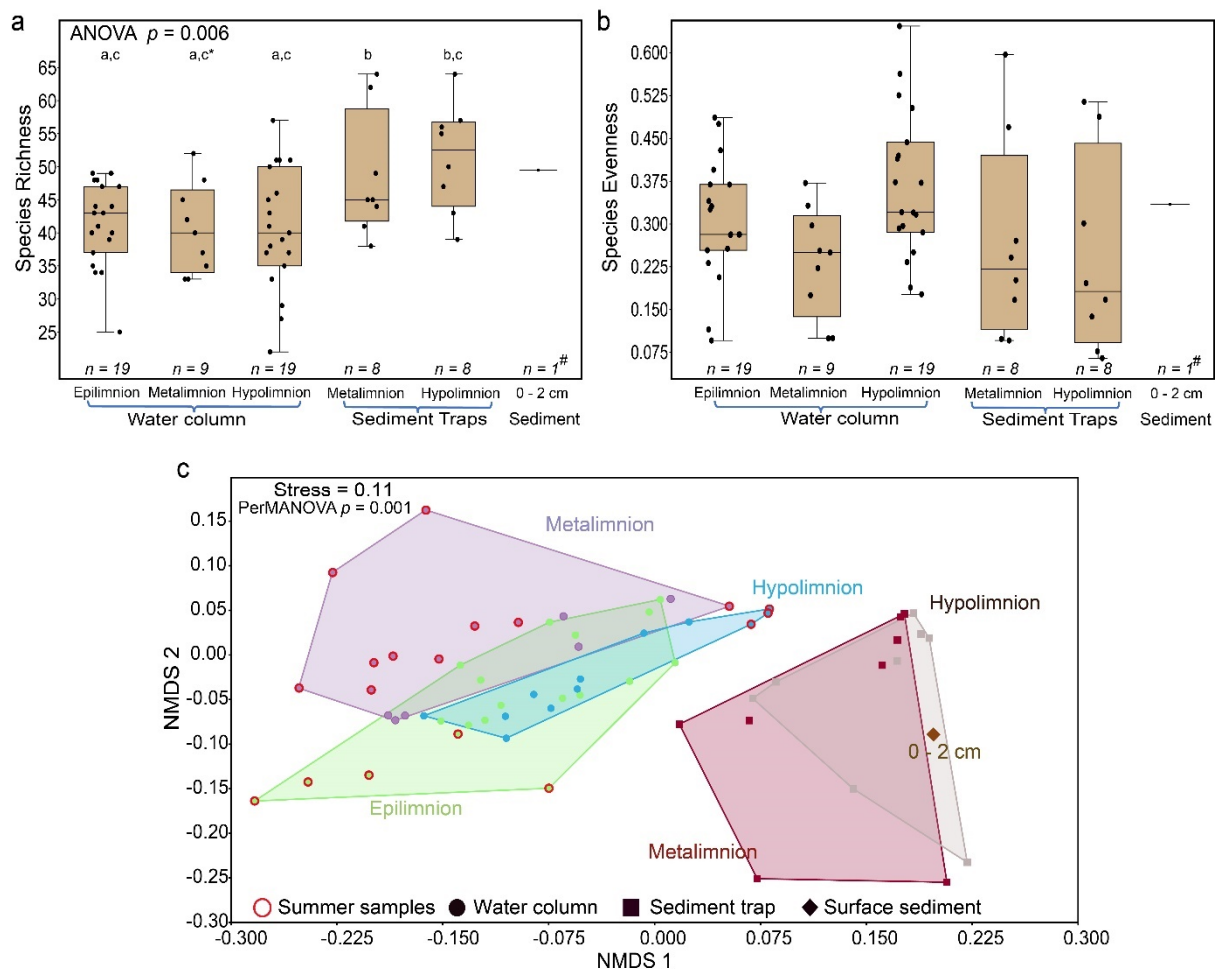 a
ANOVA p = 0.006
a,c a,c* a,c b b,c
Species Richness
65
60
55
50
45
40
35
30
25
n = 19 n = 9 n = 19 n = 8 n = 8 n = 1#
Epilimnion Metalimnion Hypolimnion Metalimnion Hypolimnion 0 - 2 cm
Water column Sediment Traps Sediment
b
Species Evenness
0.600
0.525
0.450
0.375
0.300
0.225
0.150
0.075
n = 19 n = 9 n = 19 n = 8 n = 8 n = 1#
Epilimnion Metalimnion Hypolimnion Metalimnion Hypolimnion 0 - 2 cm
Water column Sediment Traps Sediment
c
Stress = 0.11
PerMANOVA p = 0.001
NMDS 2
0.15
0.10
0.05
0.00
-0.05
-0.10
-0.15
-0.20
-0.25
-0.30
Metalimnion
Hypolimnion
Hypolimnion
0 - 2 cm
Epilimnion
Metalimnion
Summer samples Water column Sediment trap Surface sediment
-0.300 -0.225 -0.150 -0.075 0.000 0.075 0.150 0.225 0.300
NMDS 1